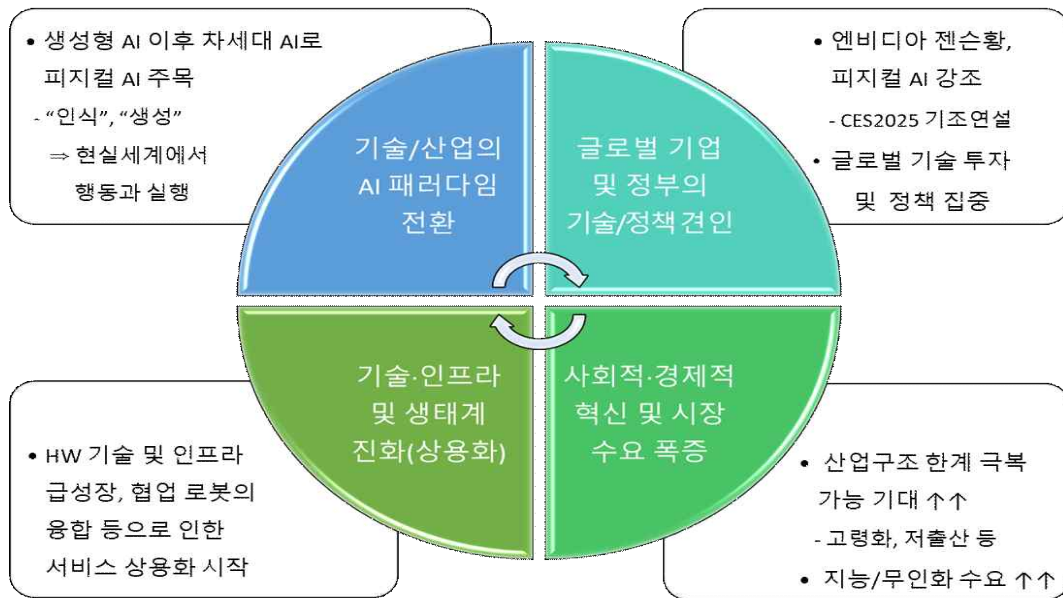 • 생성형 AI 이후 차세대 AI로
피지컬 AI 주목
- “인식”, “생성”
⇒ 현실세계에서
행동과 실행
기술/산업의
AI 패러다임
전환
글로벌 기업
및 정부의
기술/정책 견인
• 엔비디아 젠슨황,
피지컬 AI 강조
- CES2025 기조연설
• 글로벌 기술 투자
및 정책 집중
• HW 기술 및 인프라
급성장, 협업 로봇의
융합 등으로 인한
서비스 상용화 시작
기술·인프라
및 생태계
진화(상용화)
사회적·경제적
혁신 및 시장
수요 폭증
• 산업구조 한계 극복
가능 기대 ↑↑
- 고령화, 저출산 등
• 지능/무인화 수요 ↑↑